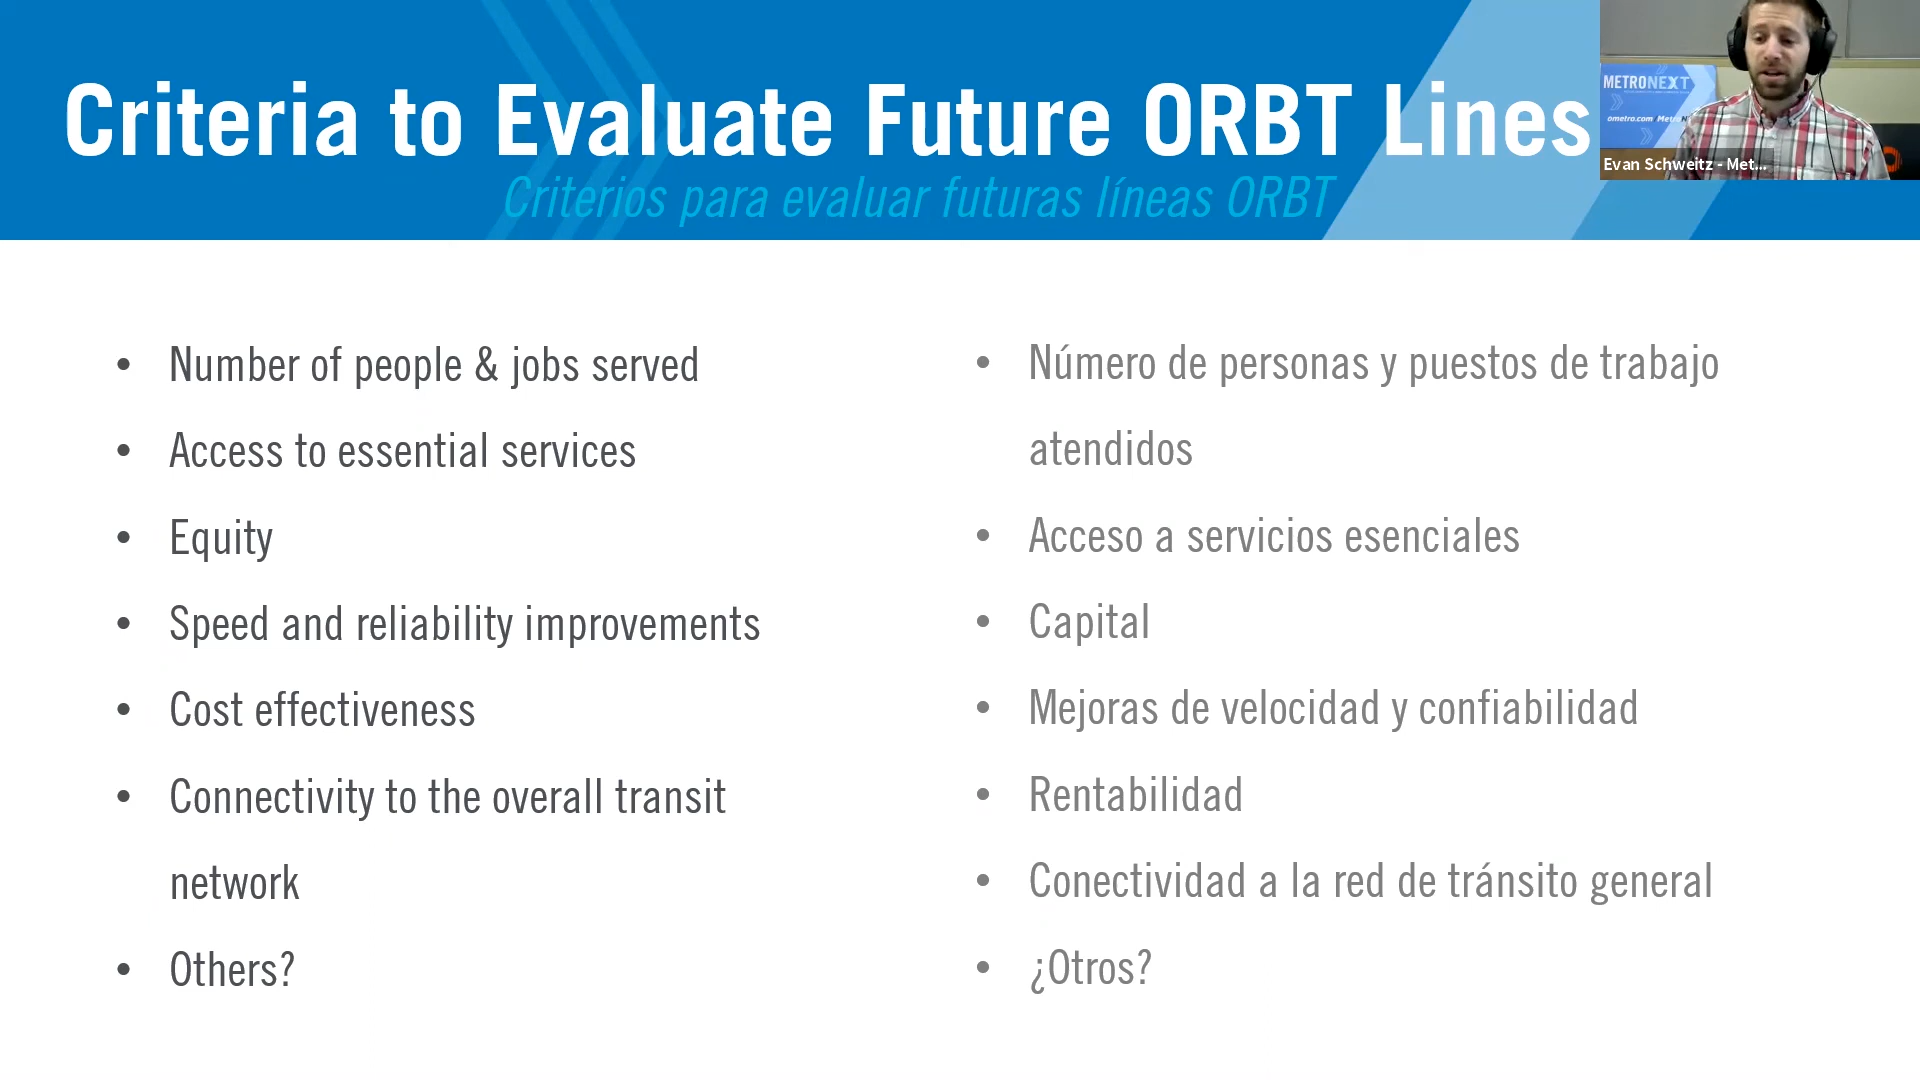 Criteria to Evaluate Future ORBT Lines
Criterios para evaluar futuras líneas ORBT
METRONEXT
ometro.com
Evan Schweitz - Met...
• Number of people & jobs served
• Access to essential services
• Equity
• Speed and reliability improvements
• Cost effectiveness
• Connectivity to the overall transit
network
• Others?
• Número de personas y puestos de trabajo
atendidos
• Acceso a servicios esenciales
• Capital
• Mejoras de velocidad y confiabilidad
• Rentabilidad
• Conectividad a la red de tránsito general
• ¿Otros?